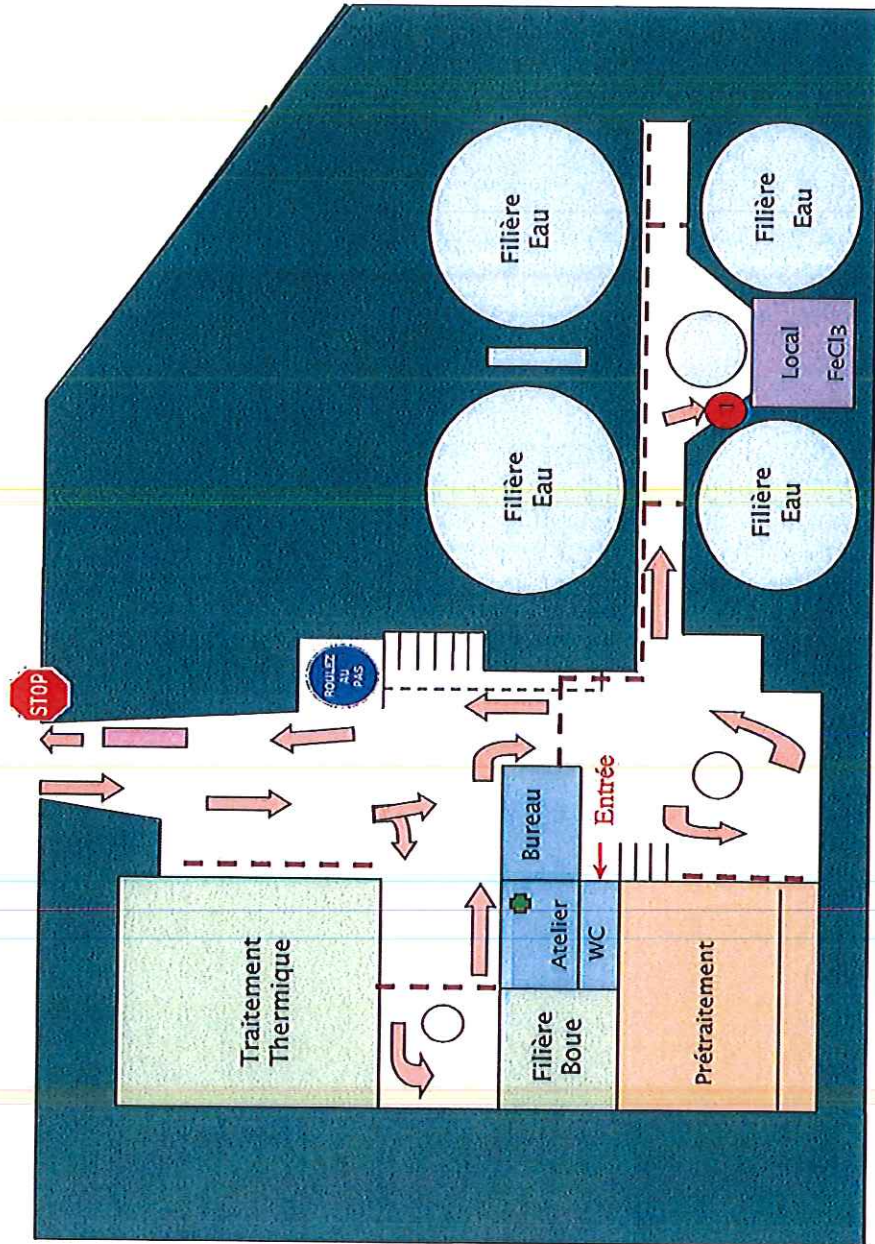 STOP
ROULEZ
AU
PAS
Traitement
Thermique
Filière
Boue
Atelier
WC
Bureau
Entrée
Prétraitement
Filière
Eau
Filière
Eau
Filière
Eau
Filière
Eau
Local
FeCl3
1